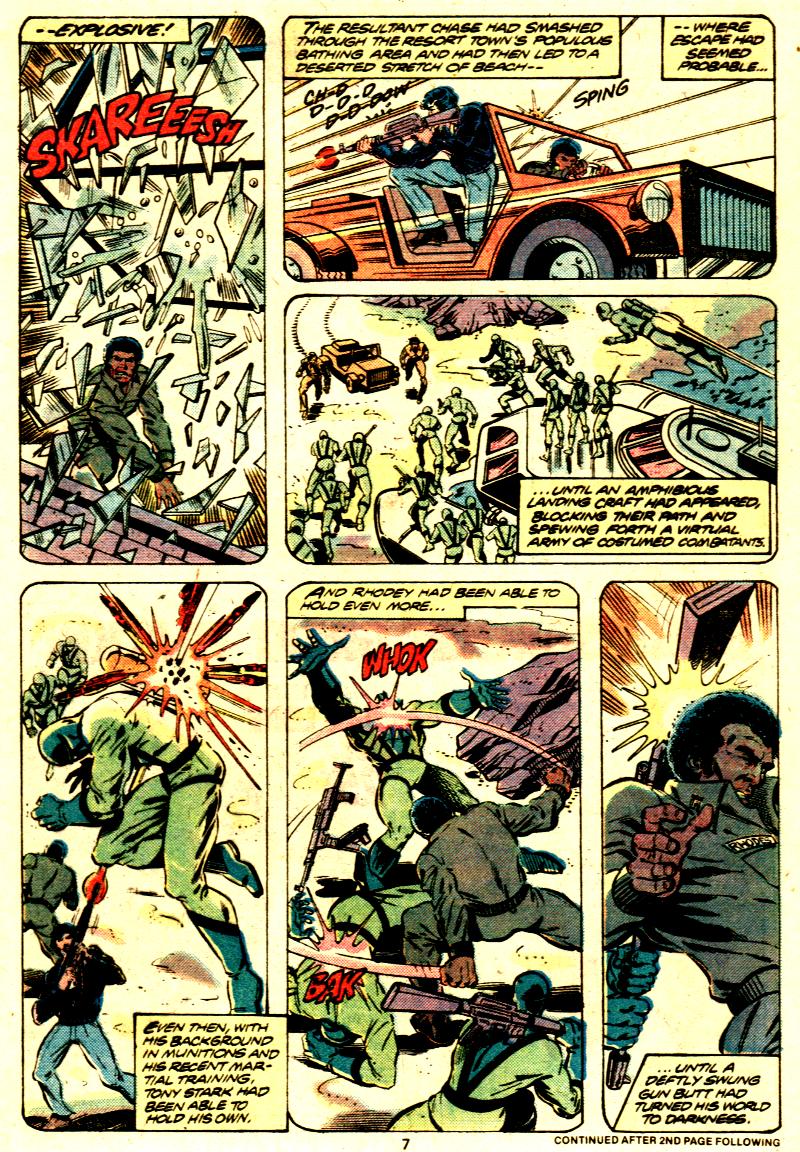 --EXPLOSIVE!
SKAREEEESH
THE RESULTANT CHASE HAD SMASHED
THROUGH THE RESORT TOWN'S POPULOUS
BATHING AREA AND HAD THEN LED TO A
DESERTED STRETCH OF BEACH--
--WHERE
ESCAPE HAD
SEEMED
PROBABLE...
CH-D
D-D-D
D-D-DOW
SPING
...UNTIL AN AMPHIBIOUS
LANDING CRAFT HAD APPEARED,
BLOCKING THEIR PATH AND
SPEWING FORTH A VIRTUAL
ARMY OF COSTUMED COMBATANTS.
EVEN THEN, WITH
HIS BACKGROUND
IN MUNITIONS AND
HIS RECENT MAR-
TIAL TRAINING,
TONY STARK HAD
BEEN ABLE TO
HOLD HIS OWN.
AND RHODEY HAD BEEN ABLE TO
HOLD EVEN MORE...
WHOK
BAK
RHODES
...UNTIL A
DEFTLY SWUNG
GUN BUTT HAD
TURNED HIS WORLD
TO DARKNESS.
7
CONTINUED AFTER 2ND PAGE FOLLOWING